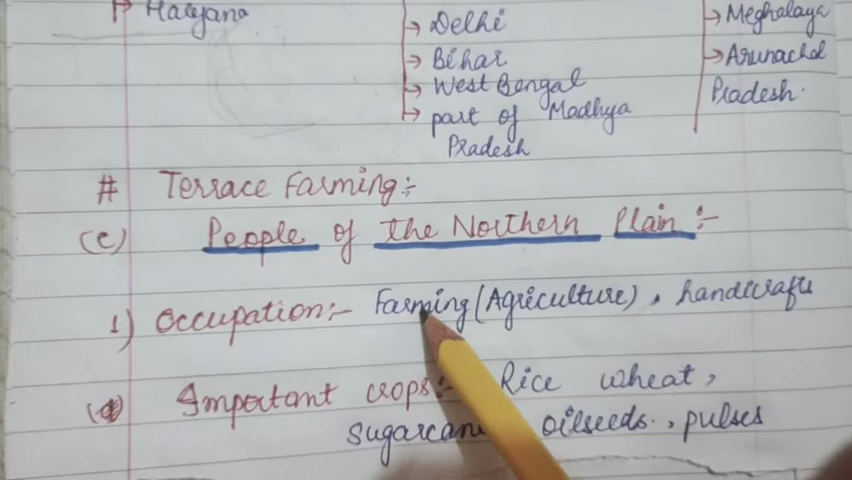 → Haryana
→ Delhi
→ Bihar
→ West Bengal
→ part of Madhya
Pradesh
→ Meghalaya
→ Arunachal
Pradesh.
# Terrace Farming:-
(c) People of the Northern Plain :-
1) Occupation:- Farming (Agriculture), handicrafts
Important crops:- Rice wheat,
sugarcane oilseeds., pulses